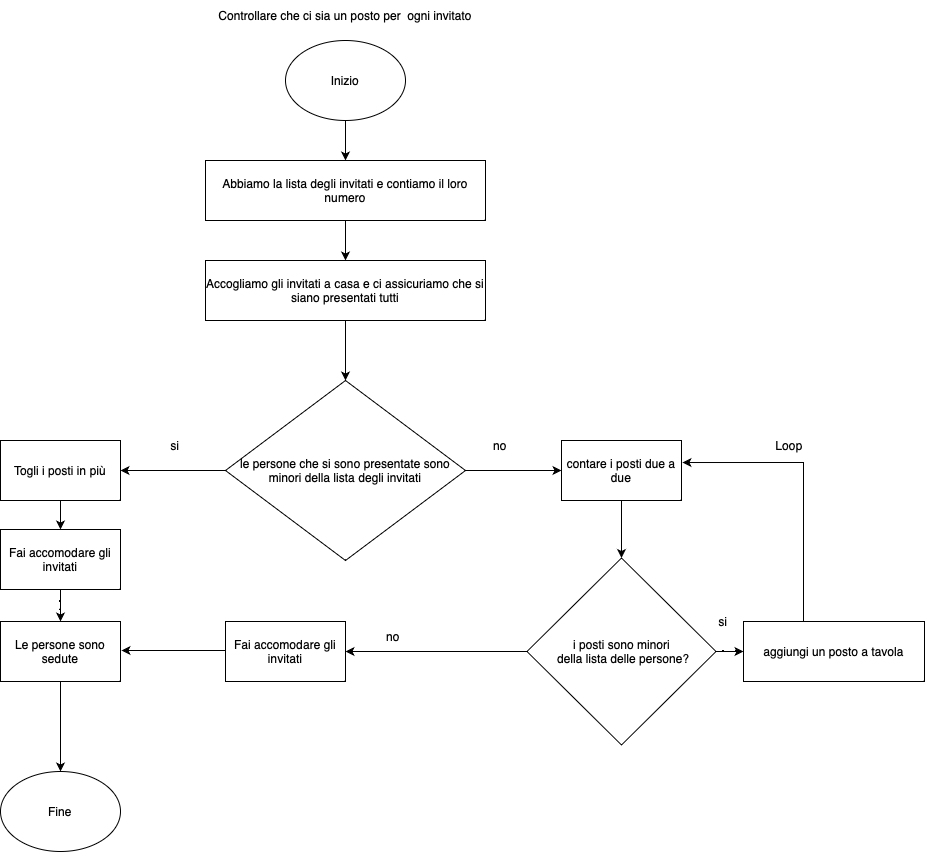 Controllare che ci sia un posto per  ogni invitato
Inizio
Abbiamo la lista degli invitati e contiamo il loro
numero
Accogliamo gli invitati a casa e ci assicuriamo che si
siano presentati tutti
si
no
Loop
Togli i posti in più
le persone che si sono presentate sono
minori della lista degli invitati
contare i posti due a
due
Fai accomodare gli
invitati
si
no
Le persone sono
sedute
Fai accomodare gli
invitati
i posti sono minori
della lista delle persone?
aggiungi un posto a tavola
Fine